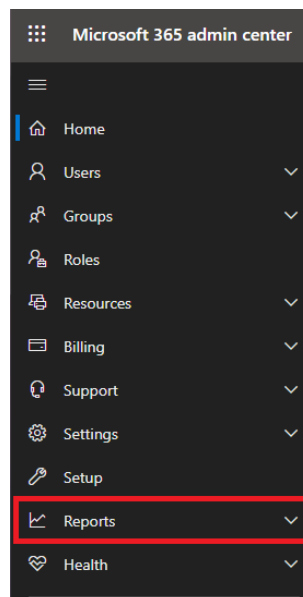 Microsoft 365 admin center
Home
Users
Groups
Roles
Resources
Billing
Support
Settings
Setup
Reports
Health